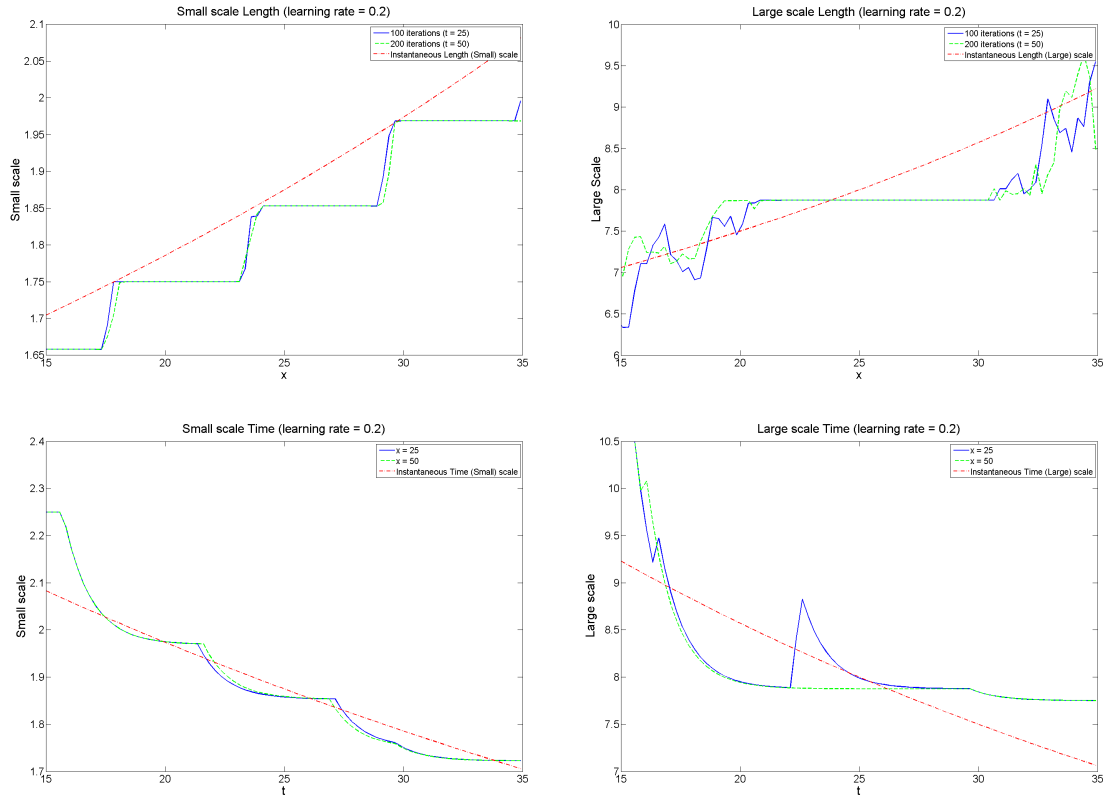 Small scale Length (learning rate = 0.2)
2.1
2.05
2
1.95
1.9
1.85
1.8
1.75
1.7
1.65
Small scale
100 iterations (t = 25)
200 iterations (t = 50)
Instantaneous Length (Small) scale
15 20 25 30 35
x
Large scale Length (learning rate = 0.2)
9.5
9
8.5
8
7.5
7
6.5
6
Large Scale
100 iterations (t = 25)
200 iterations (t = 50)
Instantaneous Length (Large) scale
15 20 25 30 35
x
Small scale Time (learning rate = 0.2)
2.4
2.3
2.2
2.1
2
1.9
1.8
1.7
Small scale
x = 25
x = 50
Instantaneous Time (Small) scale
15 20 25 30 35
t
Large scale Time (learning rate = 0.2)
10.5
10
9.5
9
8.5
8
7.5
7
Large scale
x = 25
x = 50
Instantaneous Time (Large) scale
15 20 25 30 35
t